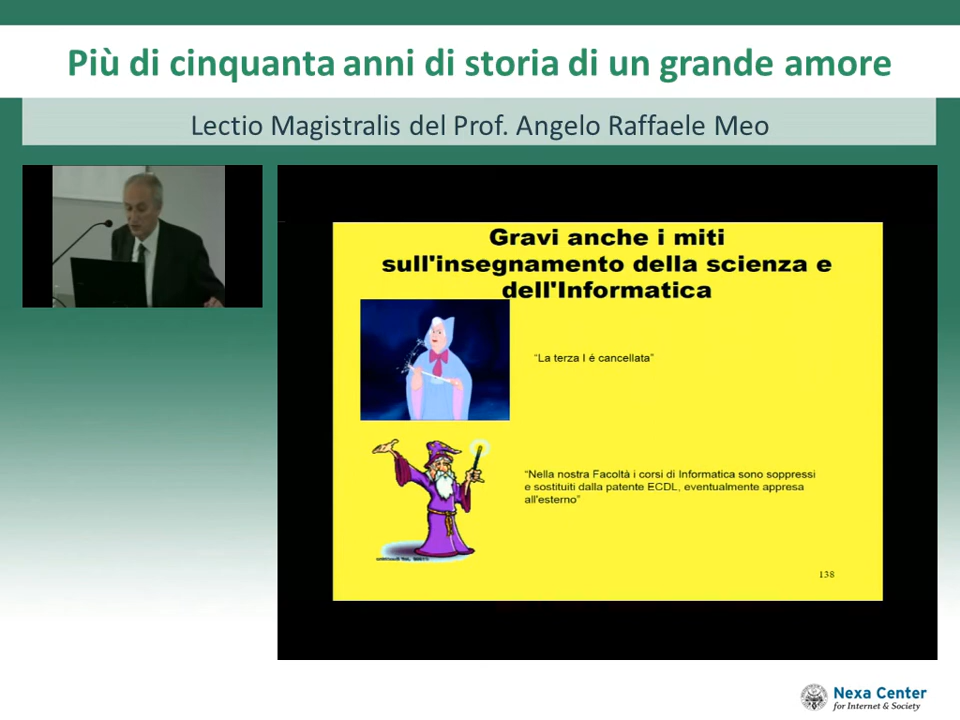 Più di cinquanta anni di storia di un grande amore
Lectio Magistralis del Prof. Angelo Raffaele Meo
Gravi anche i miti
sull'insegnamento della scienza e
dell'Informatica
“La terza I é cancellata”
“Nella nostra Facoltà i corsi di Informatica sono soppressi
e sostituiti dalla patente ECDL, eventualmente appresa
all'esterno”
138
Nexa Center
for Internet & Society